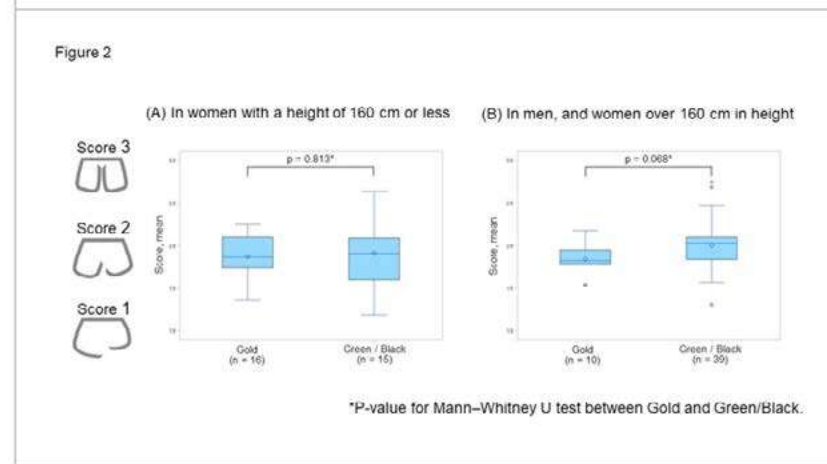 Figure 2
(A) In women with a height of 160 cm or less
(B) In men, and women over 160 cm in height
Score 3
Score 2
Score 1
p = 0.813*
Score, mean
Gold
(n = 16)
Green / Black
(n = 15)
p = 0.068*
Score, mean
Gold
(n = 10)
Green / Black
(n = 39)
*P-value for Mann–Whitney U test between Gold and Green/Black.